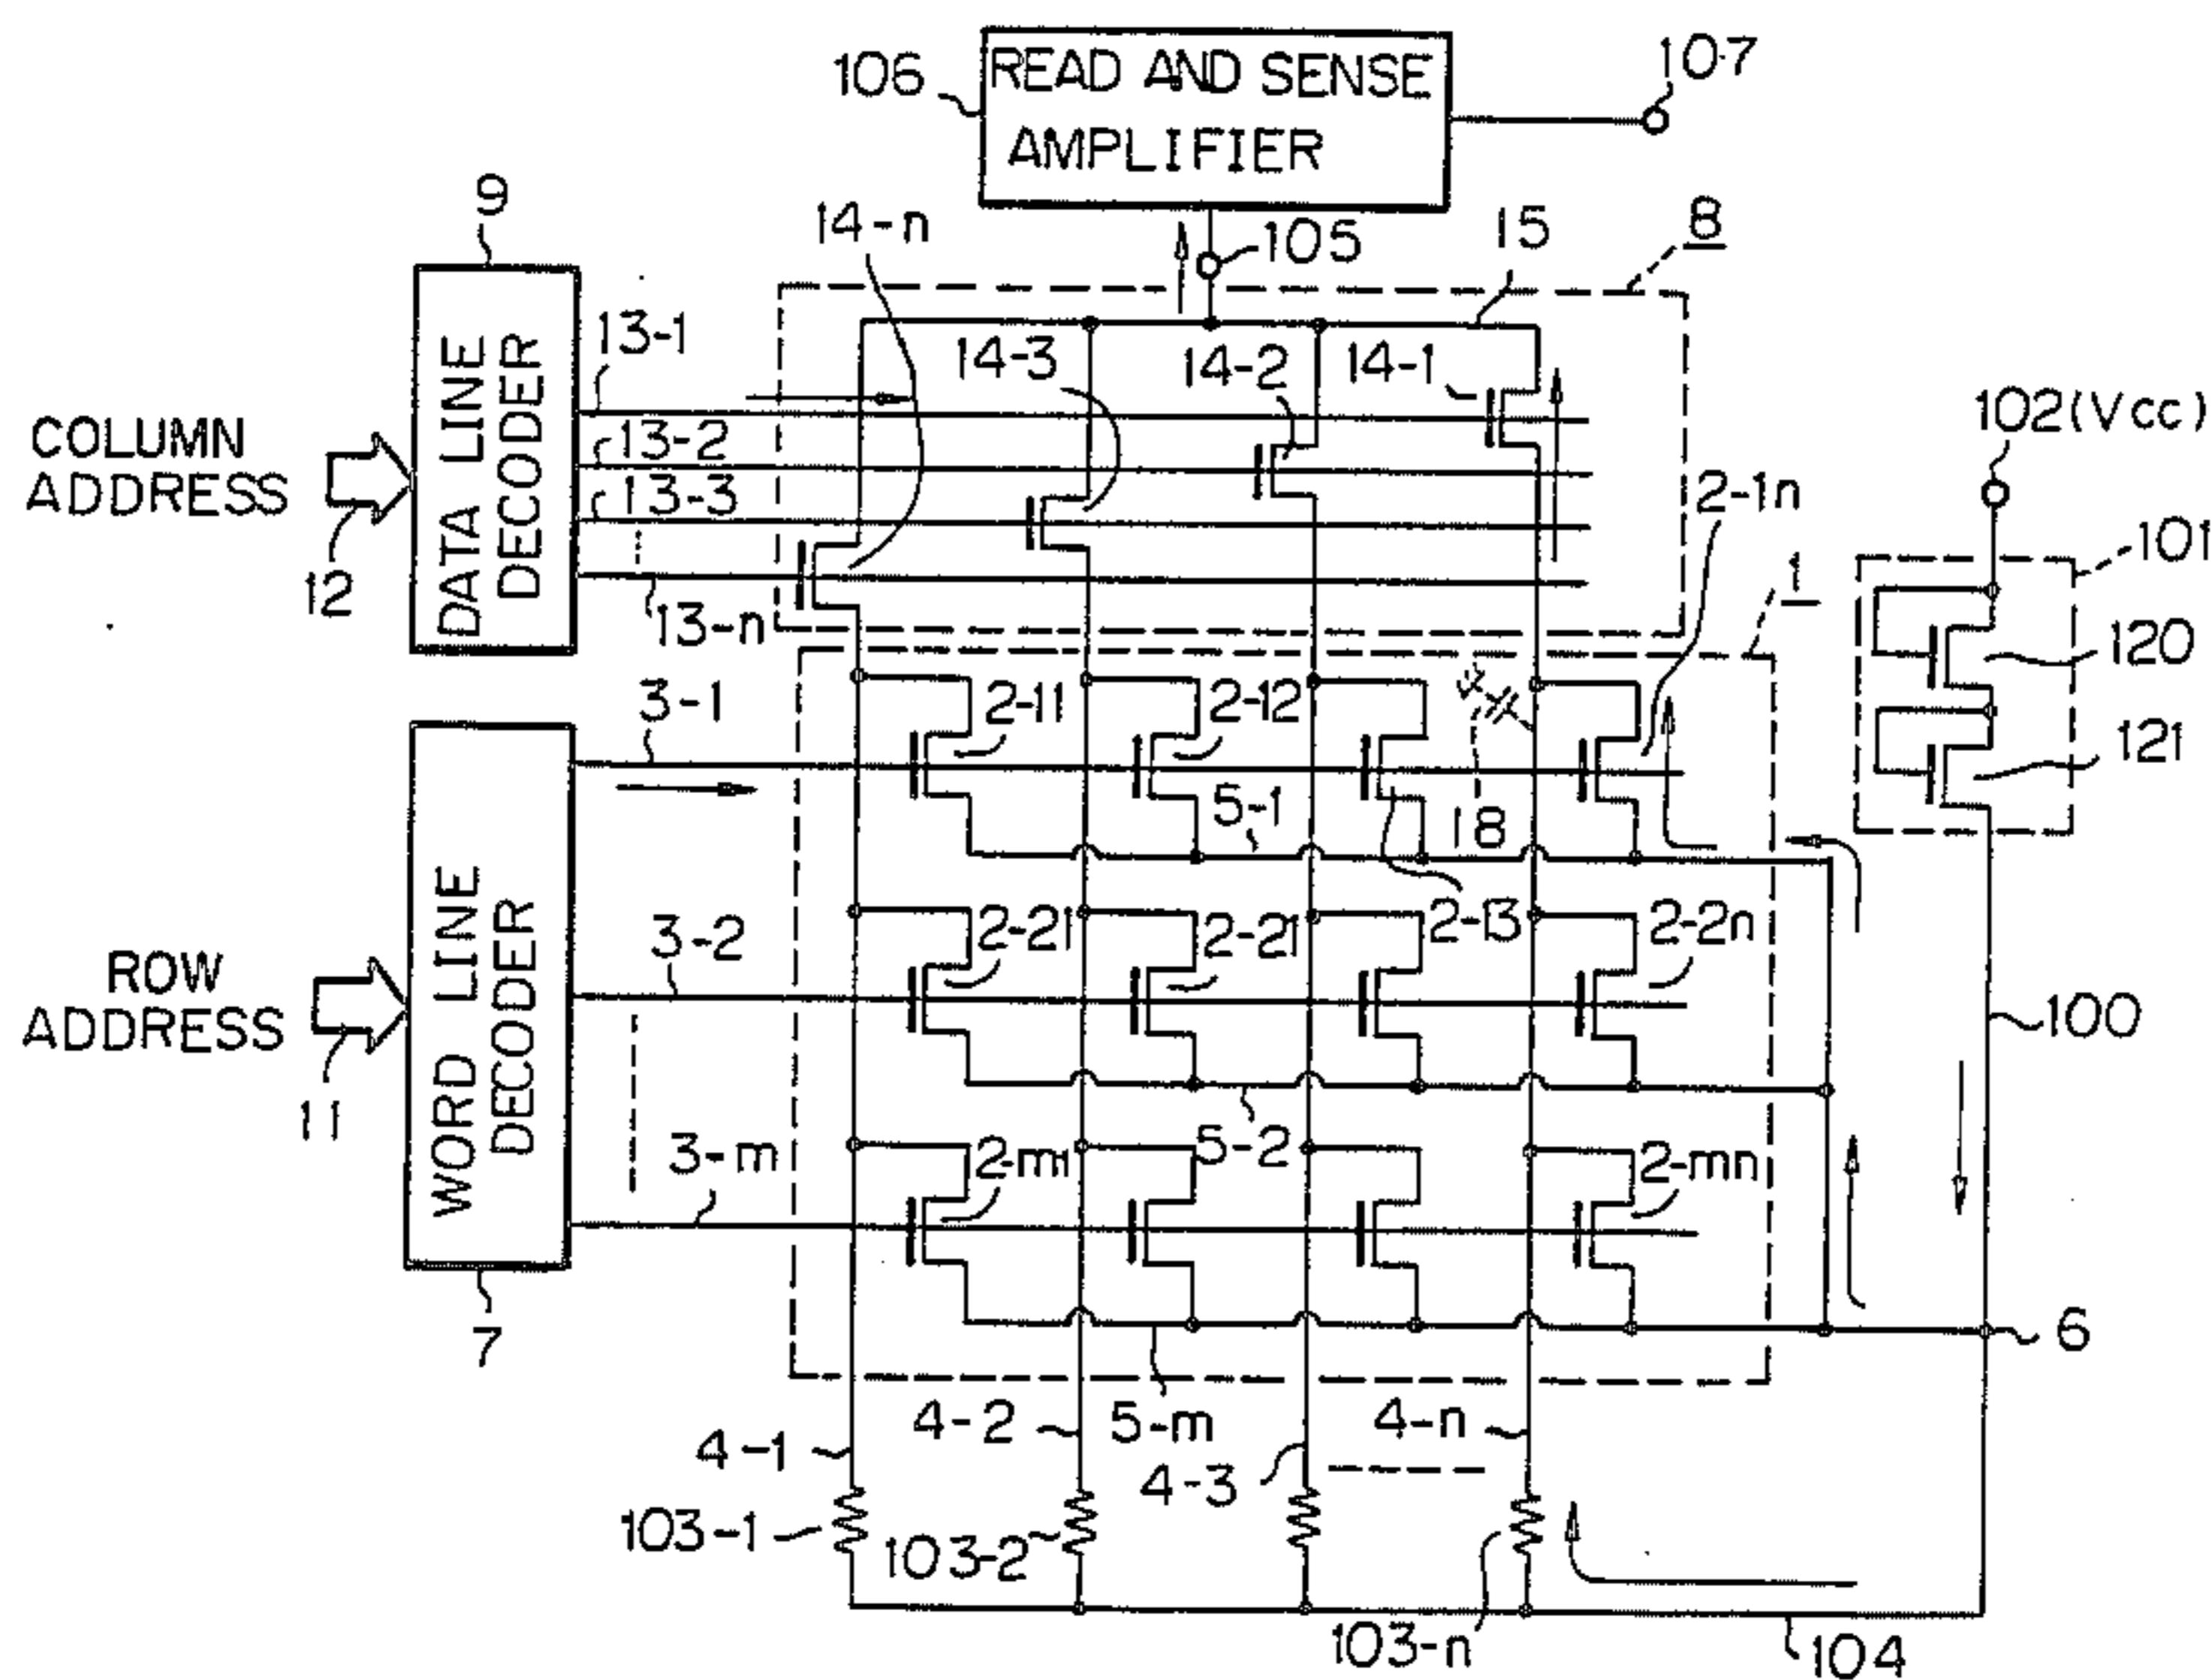 106
READ AND SENSE
AMPLIFIER
107
9
14-n
105
15
8
DATA LINE
DECODER
13-1
14-3
14-2
14-1
102(Vcc)
COLUMN
ADDRESS
13-2
2-1n
13-3
101
12
1
13-n
120
3-1
2-11
2-12
121
5-1
18
WORD LINE
DECODER
3-2
2-21
2-21
2-13
2-2n
ROW
ADDRESS
100
11
3-m
2-m1
5-2
2-mn
7
6
4-1
4-2
5-m
4-3
4-n
103-1
103-2
103-n
104